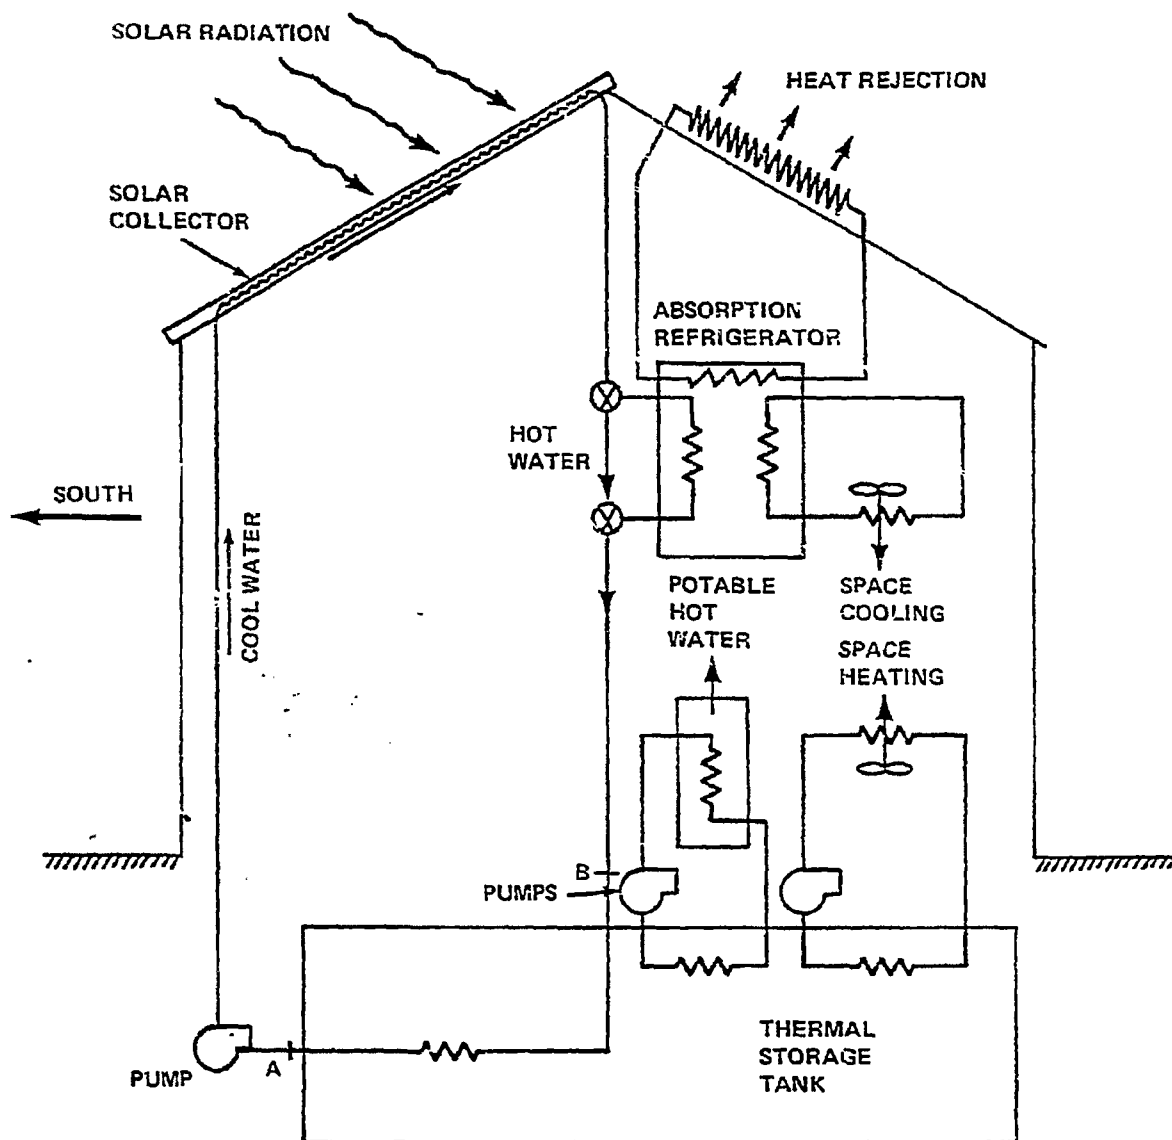 SOLAR RADIATION
HEAT REJECTION
SOLAR
COLLECTOR
ABSORPTION
REFRIGERATOR
HOT
WATER
SOUTH
COOL WATER
POTABLE
HOT
WATER
SPACE
COOLING
SPACE
HEATING
B
PUMPS
A
PUMP
THERMAL
STORAGE
TANK